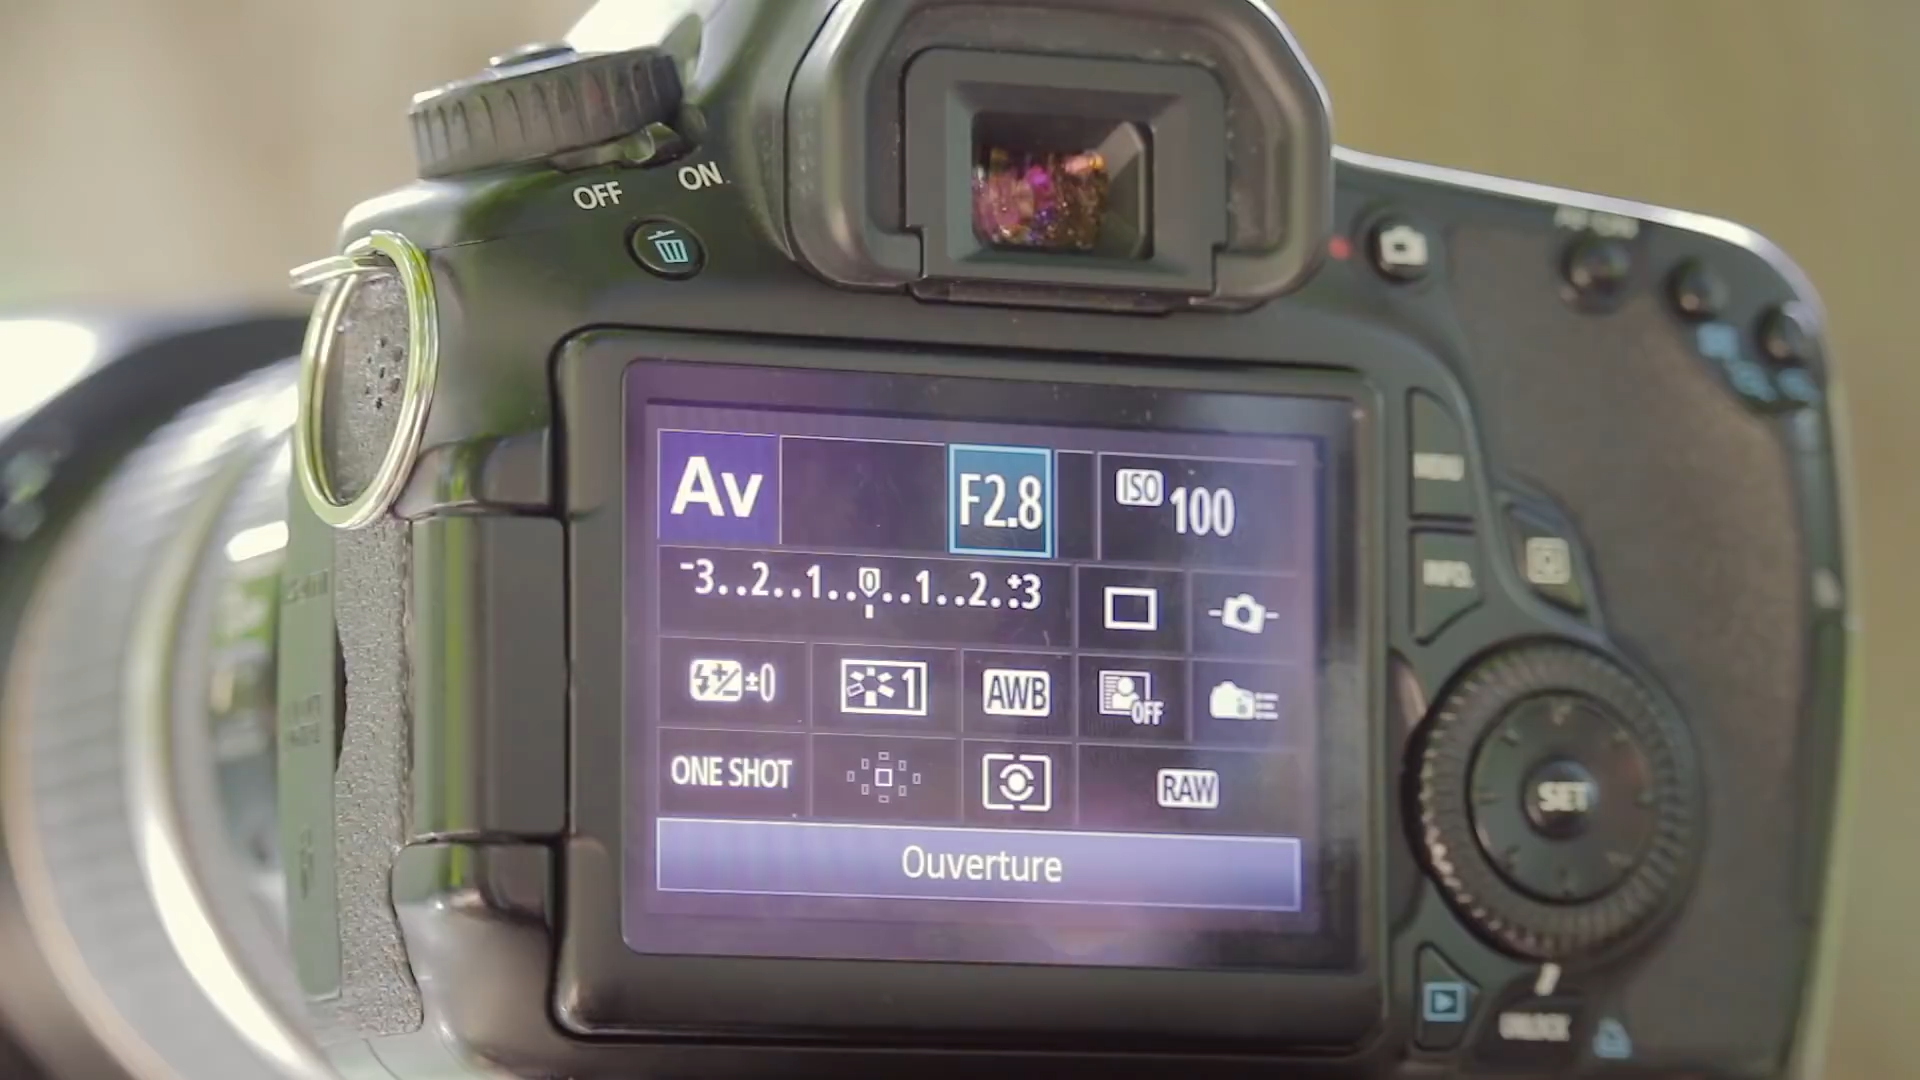 OFF ON
Av F2.8 ISO 100
-3..2..1..0..1..2.:+3
±0 1 AWB OFF
ONE SHOT RAW
Ouverture
MENU
INFO.
SET
UNLOCK